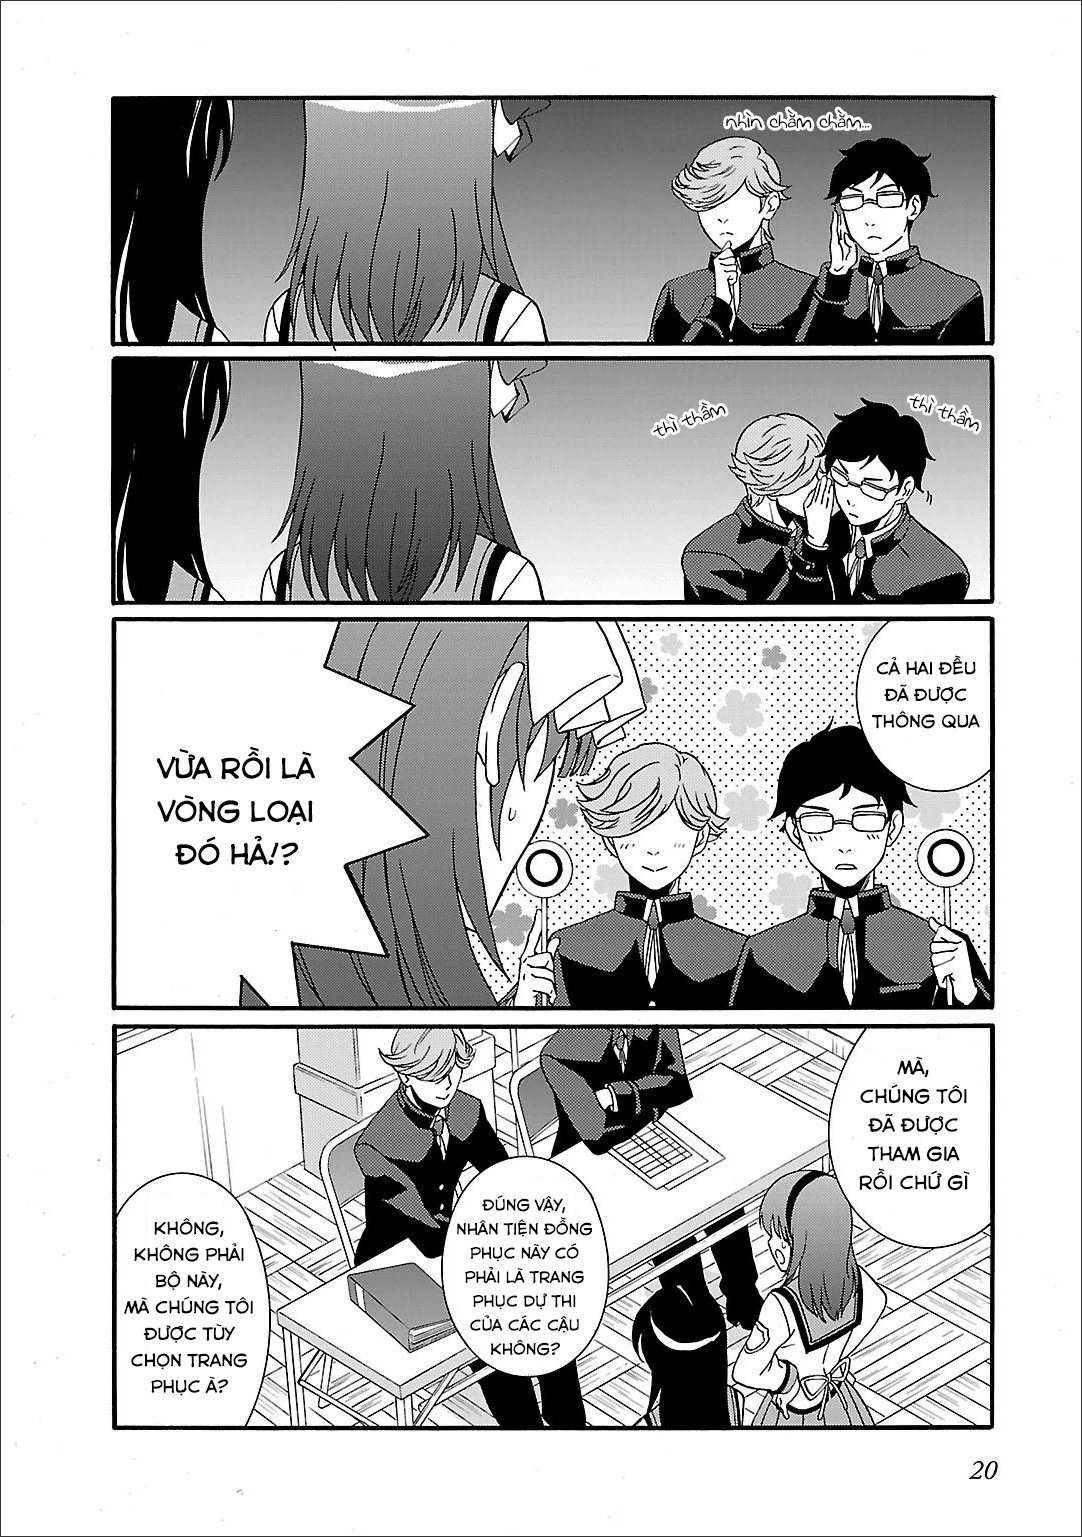 nhìn chằm chằm...
thì thầm
thì thầm
CẢ HAI ĐỀU
ĐÃ ĐƯỢC
THÔNG QUA
VỪA RỒI LÀ
VÒNG LOẠI
ĐÓ HẢ!?
MÀ,
CHÚNG TÔI
ĐÃ ĐƯỢC
THAM GIA
RỒI CHỨ GÌ
ĐÚNG VẬY,
NHÂN TIỆN ĐỒNG
PHỤC NÀY CÓ
PHẢI LÀ TRANG
PHỤC DỰ THI
CỦA CÁC CẬU
KHÔNG?
KHÔNG,
KHÔNG PHẢI
BỘ NÀY,
MÀ CHÚNG TÔI
ĐƯỢC TÙY
CHỌN TRANG
PHỤC À?
20